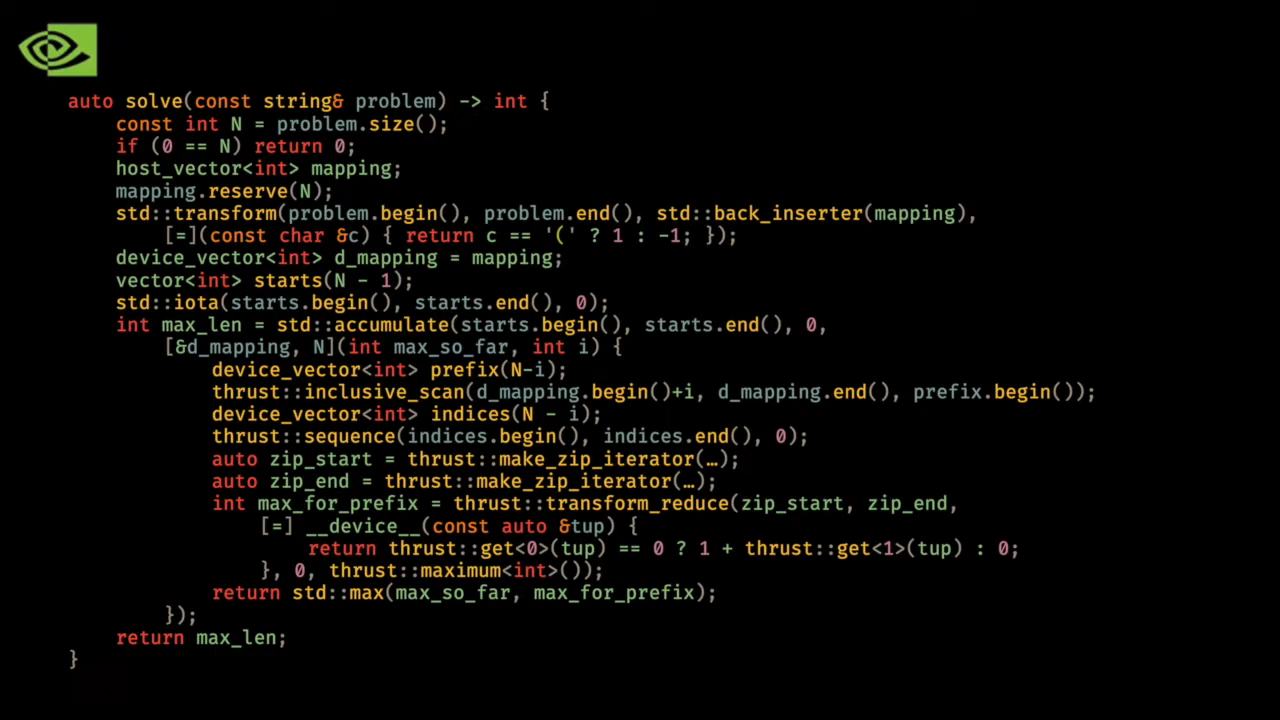 auto solve(const string& problem) -> int {
    const int N = problem.size();
    if (0 == N) return 0;
    host_vector<int> mapping;
    mapping.reserve(N);
    std::transform(problem.begin(), problem.end(), std::back_inserter(mapping),
        [=](const char &c) { return c == '(' ? 1 : -1; });
    device_vector<int> d_mapping = mapping;
    vector<int> starts(N - 1);
    std::iota(starts.begin(), starts.end(), 0);
    int max_len = std::accumulate(starts.begin(), starts.end(), 0,
        [&d_mapping, N](int max_so_far, int i) {
            device_vector<int> prefix(N-i);
            thrust::inclusive_scan(d_mapping.begin()+i, d_mapping.end(), prefix.begin());
            device_vector<int> indices(N - i);
            thrust::sequence(indices.begin(), indices.end(), 0);
            auto zip_start = thrust::make_zip_iterator(…);
            auto zip_end = thrust::make_zip_iterator(…);
            int max_for_prefix = thrust::transform_reduce(zip_start, zip_end,
                [=] __device__(const auto &tup) {
                    return thrust::get<0>(tup) == 0 ? 1 + thrust::get<1>(tup) : 0;
                }, 0, thrust::maximum<int>());
            return std::max(max_so_far, max_for_prefix);
        });
    return max_len;
}